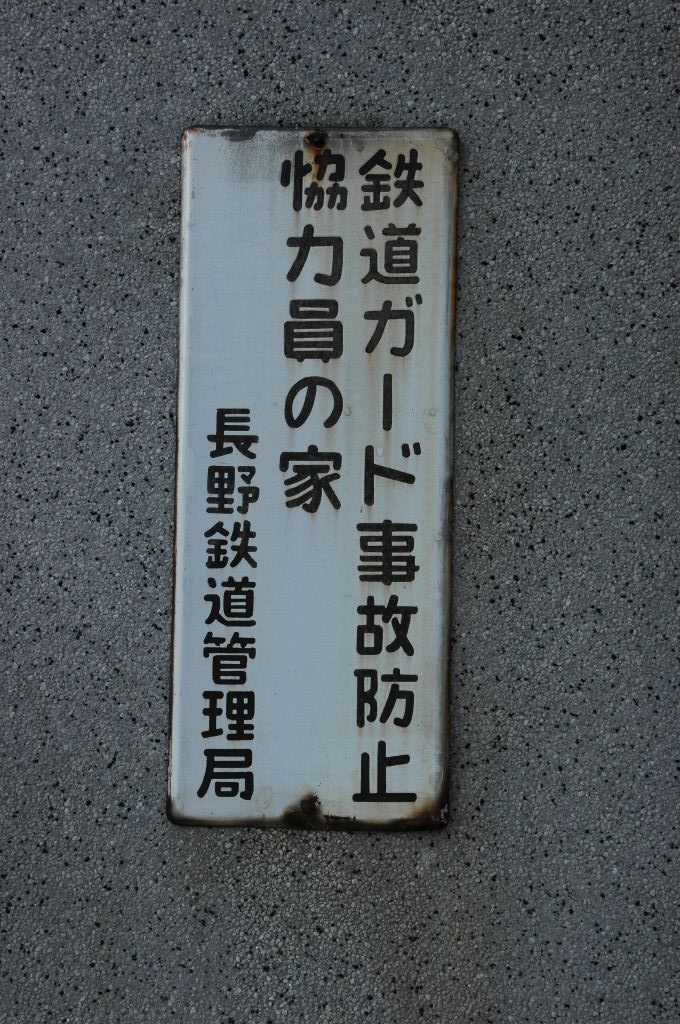 鉄道ガード事故防止
協力員の家
長野鉄道管理局